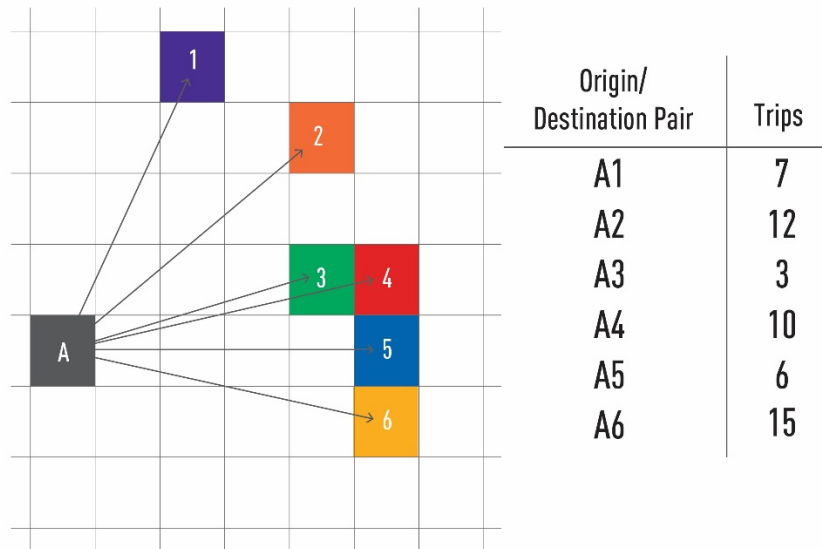 1
2
3
4
A
5
6
Origin/
Destination Pair Trips
A1 7
A2 12
A3 3
A4 10
A5 6
A6 15